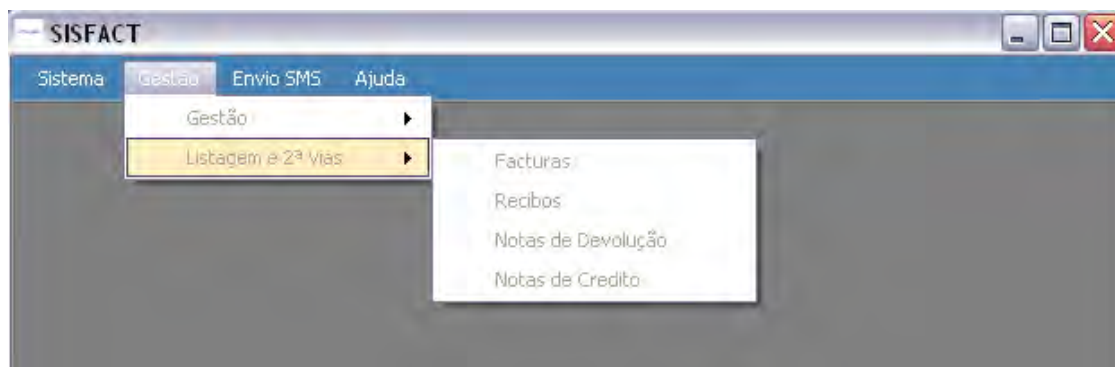 SISFACT
Sistema Gestão Envio SMS Ajuda
Gestão
Listagem e 2ª Vias
Facturas
Recibos
Notas de Devolução
Notas de Credito